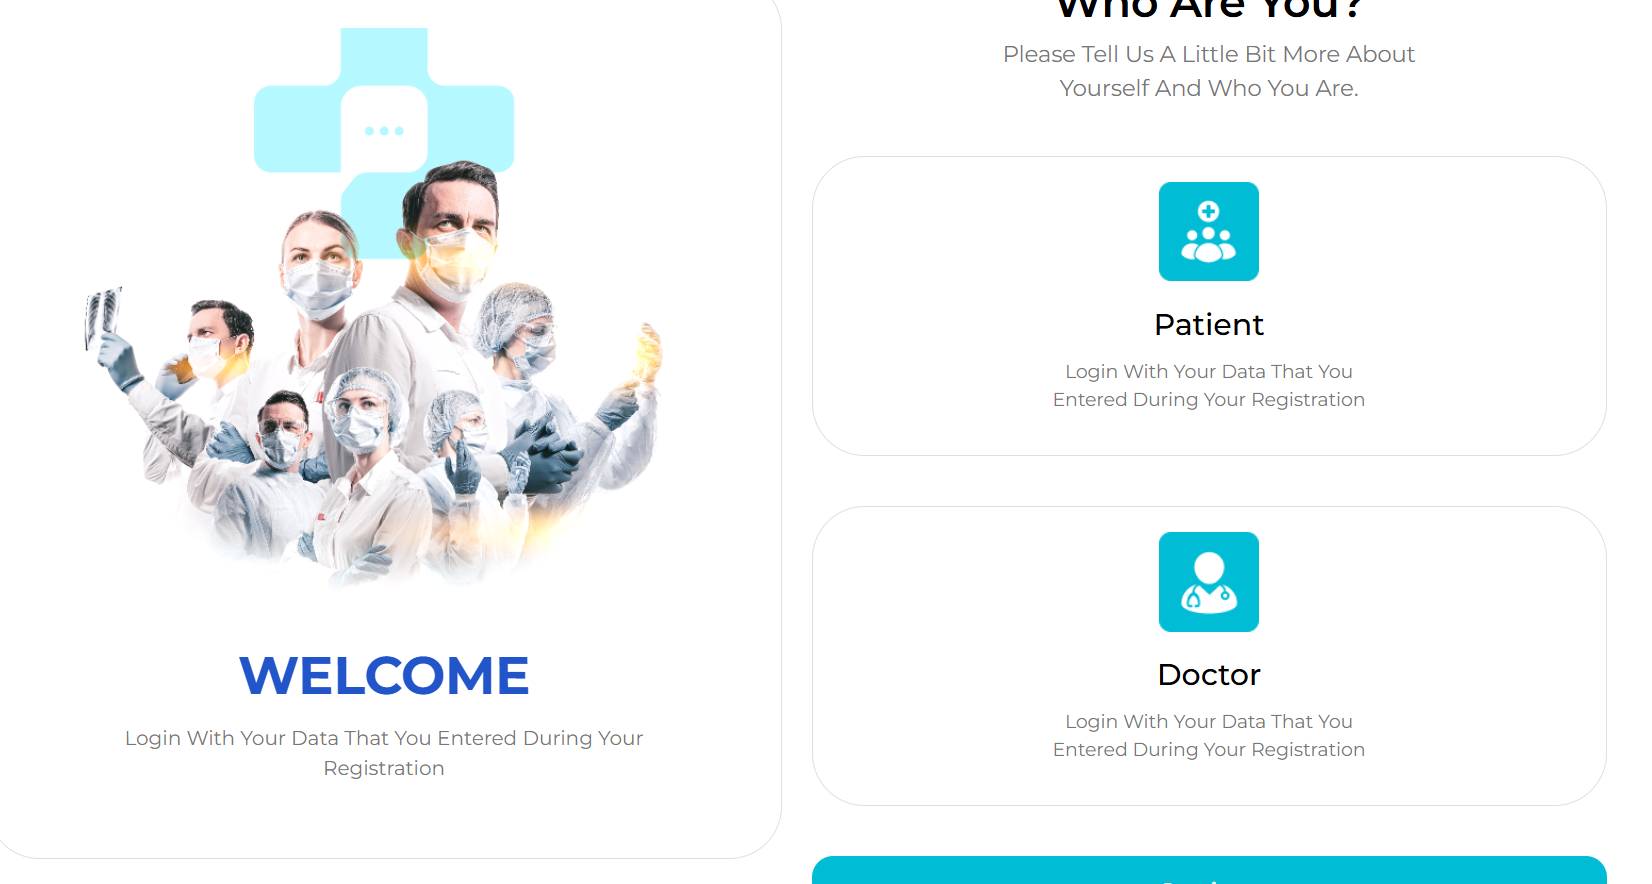 WELCOME
Login With Your Data That You Entered During Your
Registration
Who Are You?
Please Tell Us A Little Bit More About
Yourself And Who You Are.
Patient
Login With Your Data That You
Entered During Your Registration
Doctor
Login With Your Data That You
Entered During Your Registration